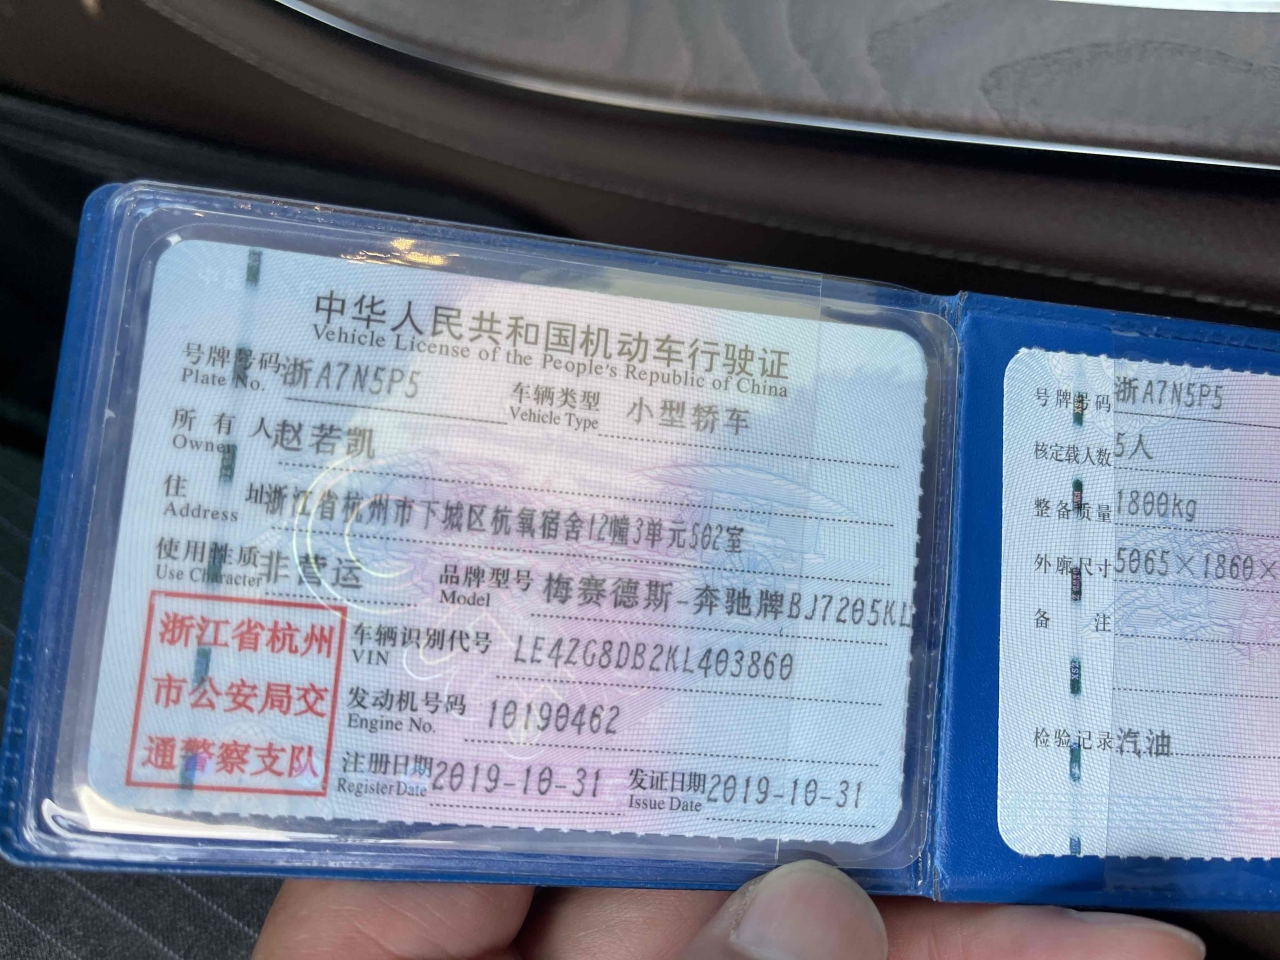 中华人民共和国机动车行驶证
Vehicle License of the People's Republic of China
号牌号码 浙A7N5P5 车辆类型 小型轿车
Plate No. Vehicle Type
所有人 赵若凯
Owner
住址 浙江省杭州市下城区杭氧宿舍12幢3单元502室
Address
使用性质 非营运 品牌型号 梅赛德斯-奔驰牌BJ7205KL
Use Character Model
浙江省杭州
市公安局交
通警察支队
车辆识别代号 LE4ZG8DB2KL403860
VIN
发动机号码 10190462
Engine No.
注册日期 2019-10-31 发证日期 2019-10-31
Register Date Issue Date
号牌号码 浙A7N5P5
核定载人数 5人
整备质量 1800kg
外廓尺寸 5065×1860×
备注
检验记录 汽油